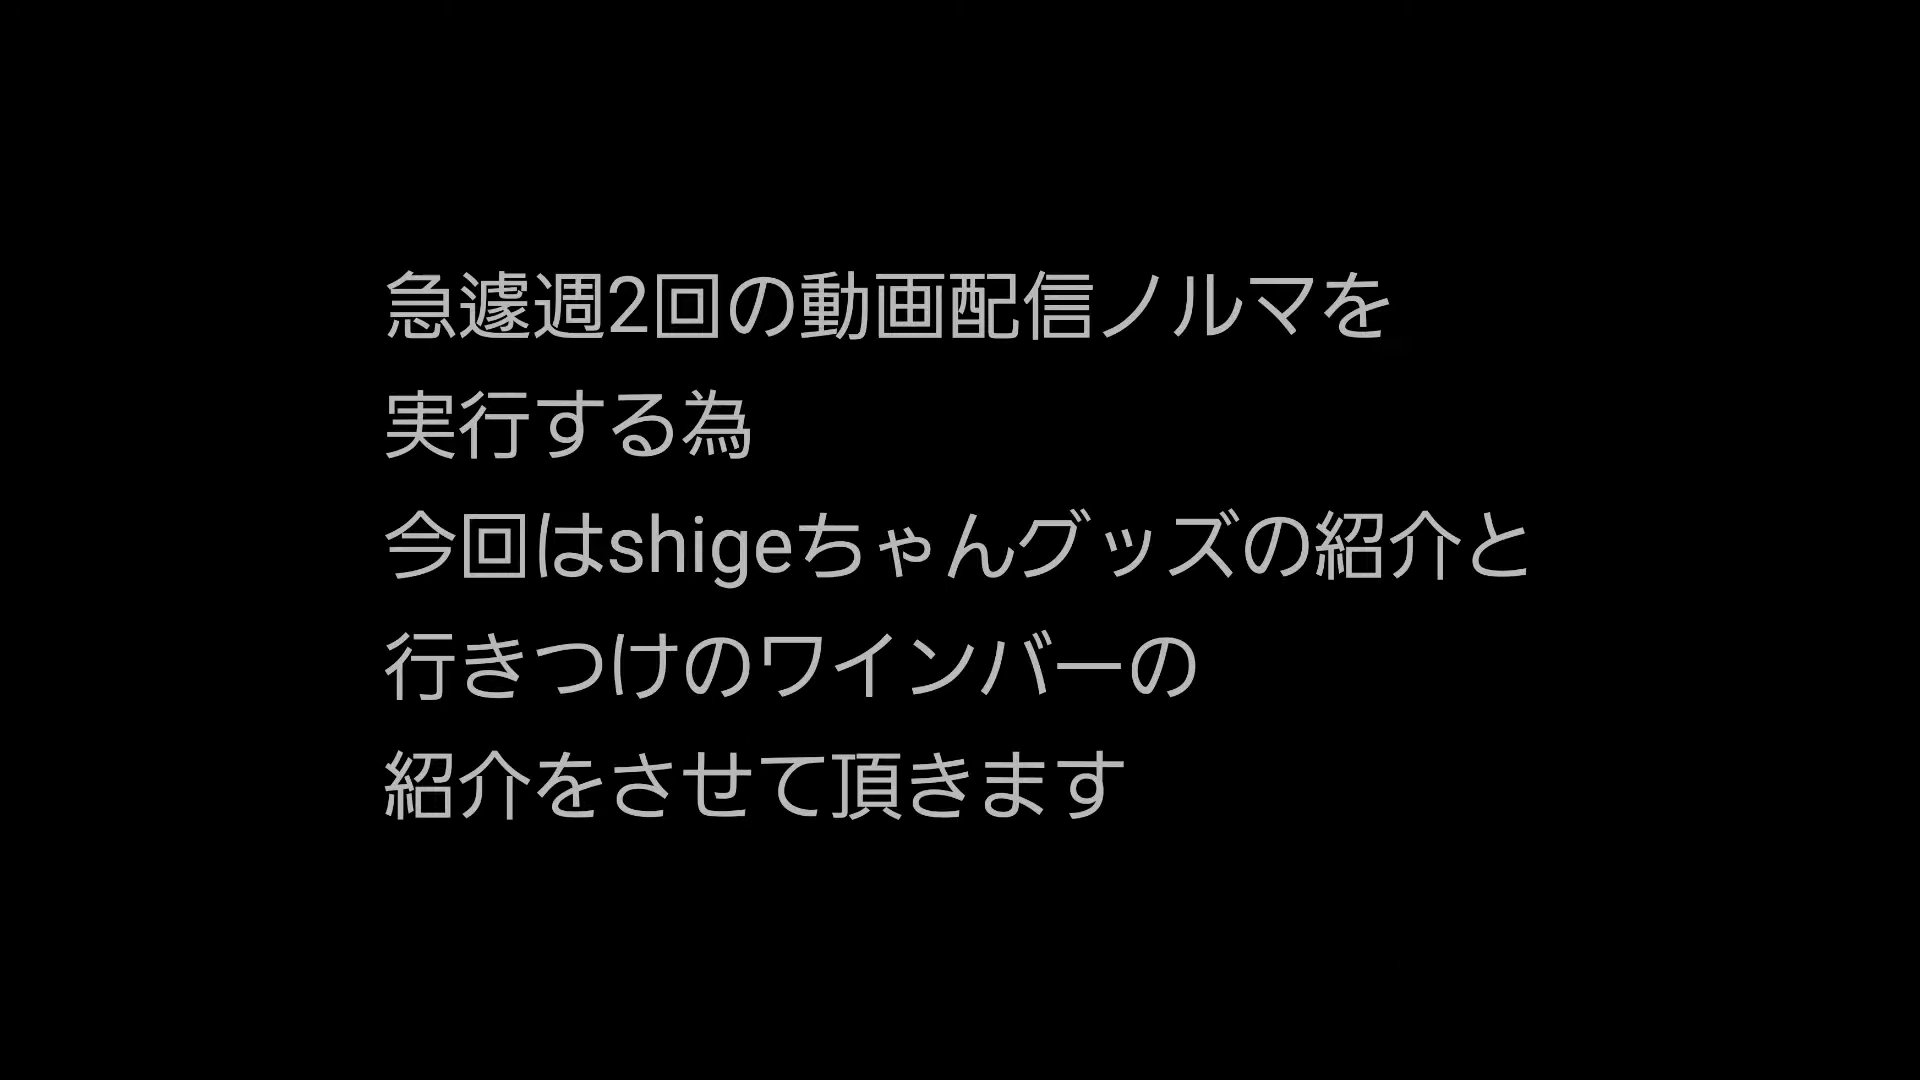 急遽週2回の動画配信ノルマを
実行する為
今回はshigeちゃんグッズの紹介と
行きつけのワインバーの
紹介をさせて頂きます